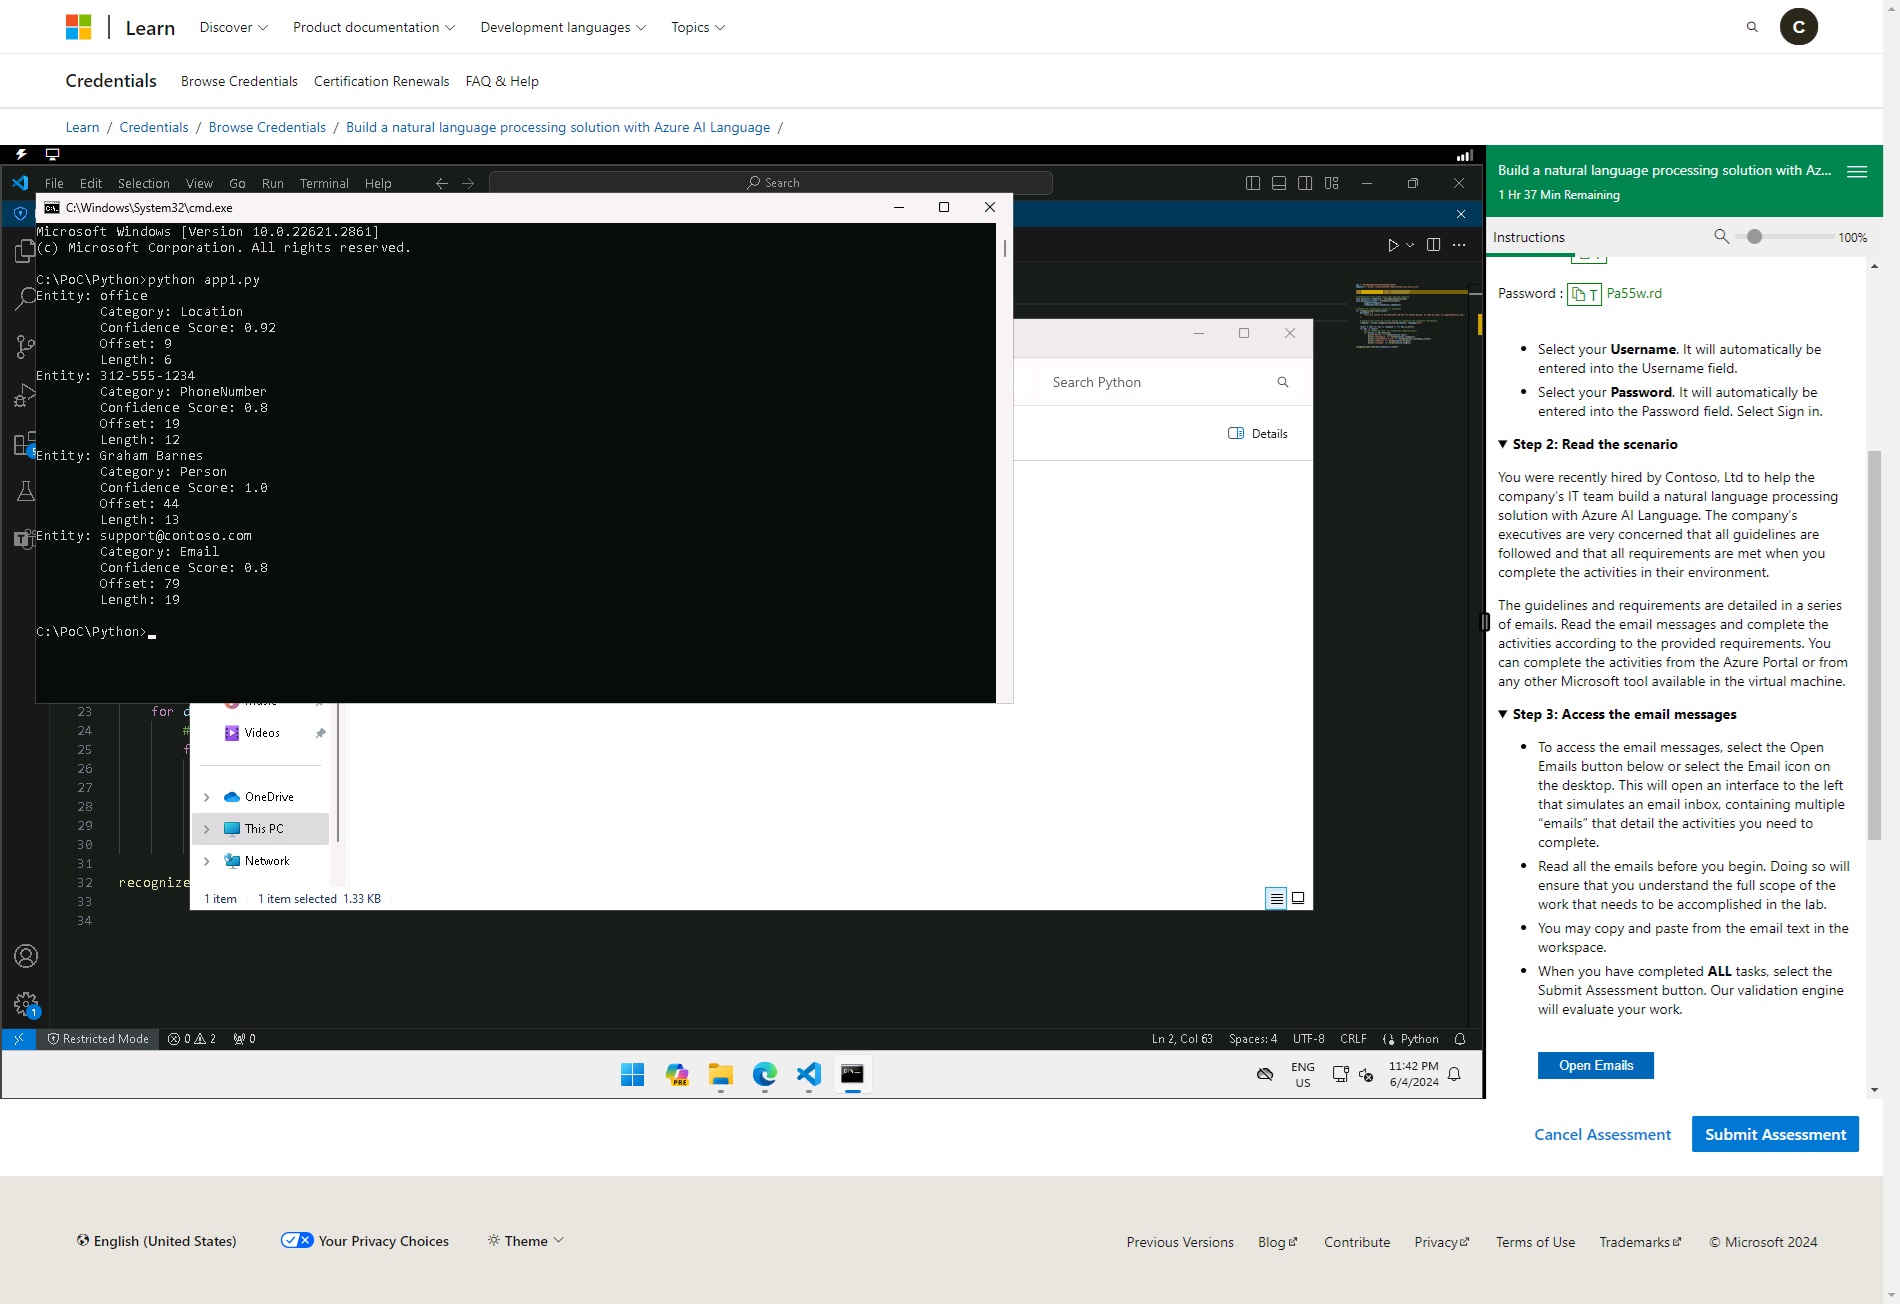 Learn
Discover
Product documentation
Development languages
Topics
C
Credentials
Browse Credentials
Certification Renewals
FAQ & Help
Learn / Credentials / Browse Credentials / Build a natural language processing solution with Azure AI Language /
File Edit Selection View Go Run Terminal Help
Search
C:\Windows\System32\cmd.exe
Microsoft Windows [Version 10.0.22621.2861]
(c) Microsoft Corporation. All rights reserved.
C:\PoC\Python>python app1.py
Entity: office
Category: Location
Confidence Score: 0.92
Offset: 9
Length: 6
Entity: 312-555-1234
Category: PhoneNumber
Confidence Score: 0.8
Offset: 19
Length: 12
Entity: Graham Barnes
Category: Person
Confidence Score: 1.0
Offset: 44
Length: 13
Entity: support@contoso.com
Category: Email
Confidence Score: 0.8
Offset: 79
Length: 19
C:\PoC\Python>
Search Python
Details
23 for d
24 #
25 f
26
27
28
29
30
31
32 recognize
33
34
Videos
OneDrive
This PC
Network
1 item 1 item selected 1.33 KB
1
Restricted Mode 0 2 0
Ln 2, Col 63 Spaces: 4 UTF-8 CRLF Python
PRE
ENG
US
11:42 PM
6/4/2024
Build a natural language processing solution with Az...
1 Hr 37 Min Remaining
Instructions
100%
Password : T Pa55w.rd
• Select your Username. It will automatically be
entered into the Username field.
• Select your Password. It will automatically be
entered into the Password field. Select Sign in.
Step 2: Read the scenario
You were recently hired by Contoso, Ltd to help the
company's IT team build a natural language processing
solution with Azure AI Language. The company's
executives are very concerned that all guidelines are
followed and that all requirements are met when you
complete the activities in their environment.
The guidelines and requirements are detailed in a series
of emails. Read the email messages and complete the
activities according to the provided requirements. You
can complete the activities from the Azure Portal or from
any other Microsoft tool available in the virtual machine.
Step 3: Access the email messages
• To access the email messages, select the Open
Emails button below or select the Email icon on
the desktop. This will open an interface to the left
that simulates an email inbox, containing multiple
“emails” that detail the activities you need to
complete.
• Read all the emails before you begin. Doing so will
ensure that you understand the full scope of the
work that needs to be accomplished in the lab.
• You may copy and paste from the email text in the
workspace.
• When you have completed ALL tasks, select the
Submit Assessment button. Our validation engine
will evaluate your work.
Open Emails
Cancel Assessment
Submit Assessment
English (United States)
Your Privacy Choices
Theme
Previous Versions
Blog
Contribute
Privacy
Terms of Use
Trademarks
© Microsoft 2024